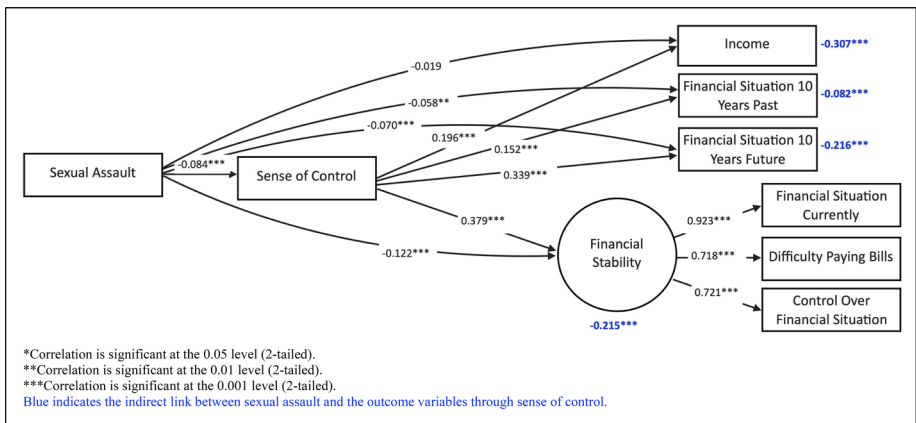 Income
-0.307***
-0.019
Financial Situation 10
Years Past
-0.082***
-0.058**
-0.070***
0.196***
Financial Situation 10
Years Future
-0.216***
0.152***
Sexual Assault
-0.084***
Sense of Control
0.339***
Financial Situation
Currently
0.379***
0.923***
Financial
Stability
-0.122***
0.718***
Difficulty Paying Bills
0.721***
Control Over
Financial Situation
-0.215***
*Correlation is significant at the 0.05 level (2-tailed).
**Correlation is significant at the 0.01 level (2-tailed).
***Correlation is significant at the 0.001 level (2-tailed).
Blue indicates the indirect link between sexual assault and the outcome variables through sense of control.